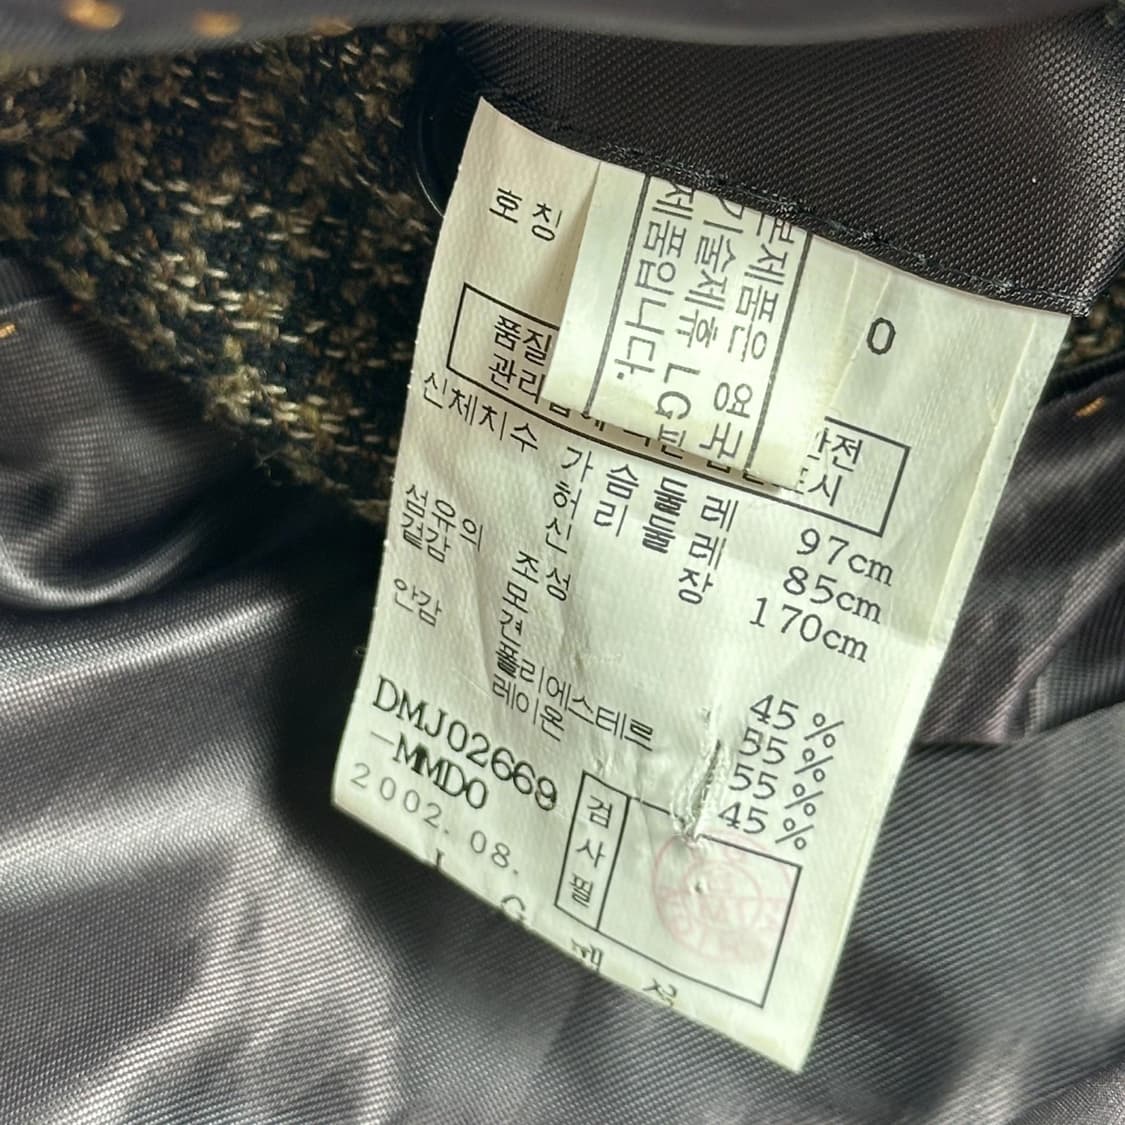 호칭
0
품질
관리
안전
표시
본제품은 영국
기술제휴 LG
제품입니다.
신체치수 가슴둘레 97cm
허리둘레 85cm
신장 170cm
섬유의 조성
겉감 모 45%
견 55%
안감 폴리에스테르 55%
레이온 45%
DMJ02669
-MMD0
2002. 08.
검사필
LG패션